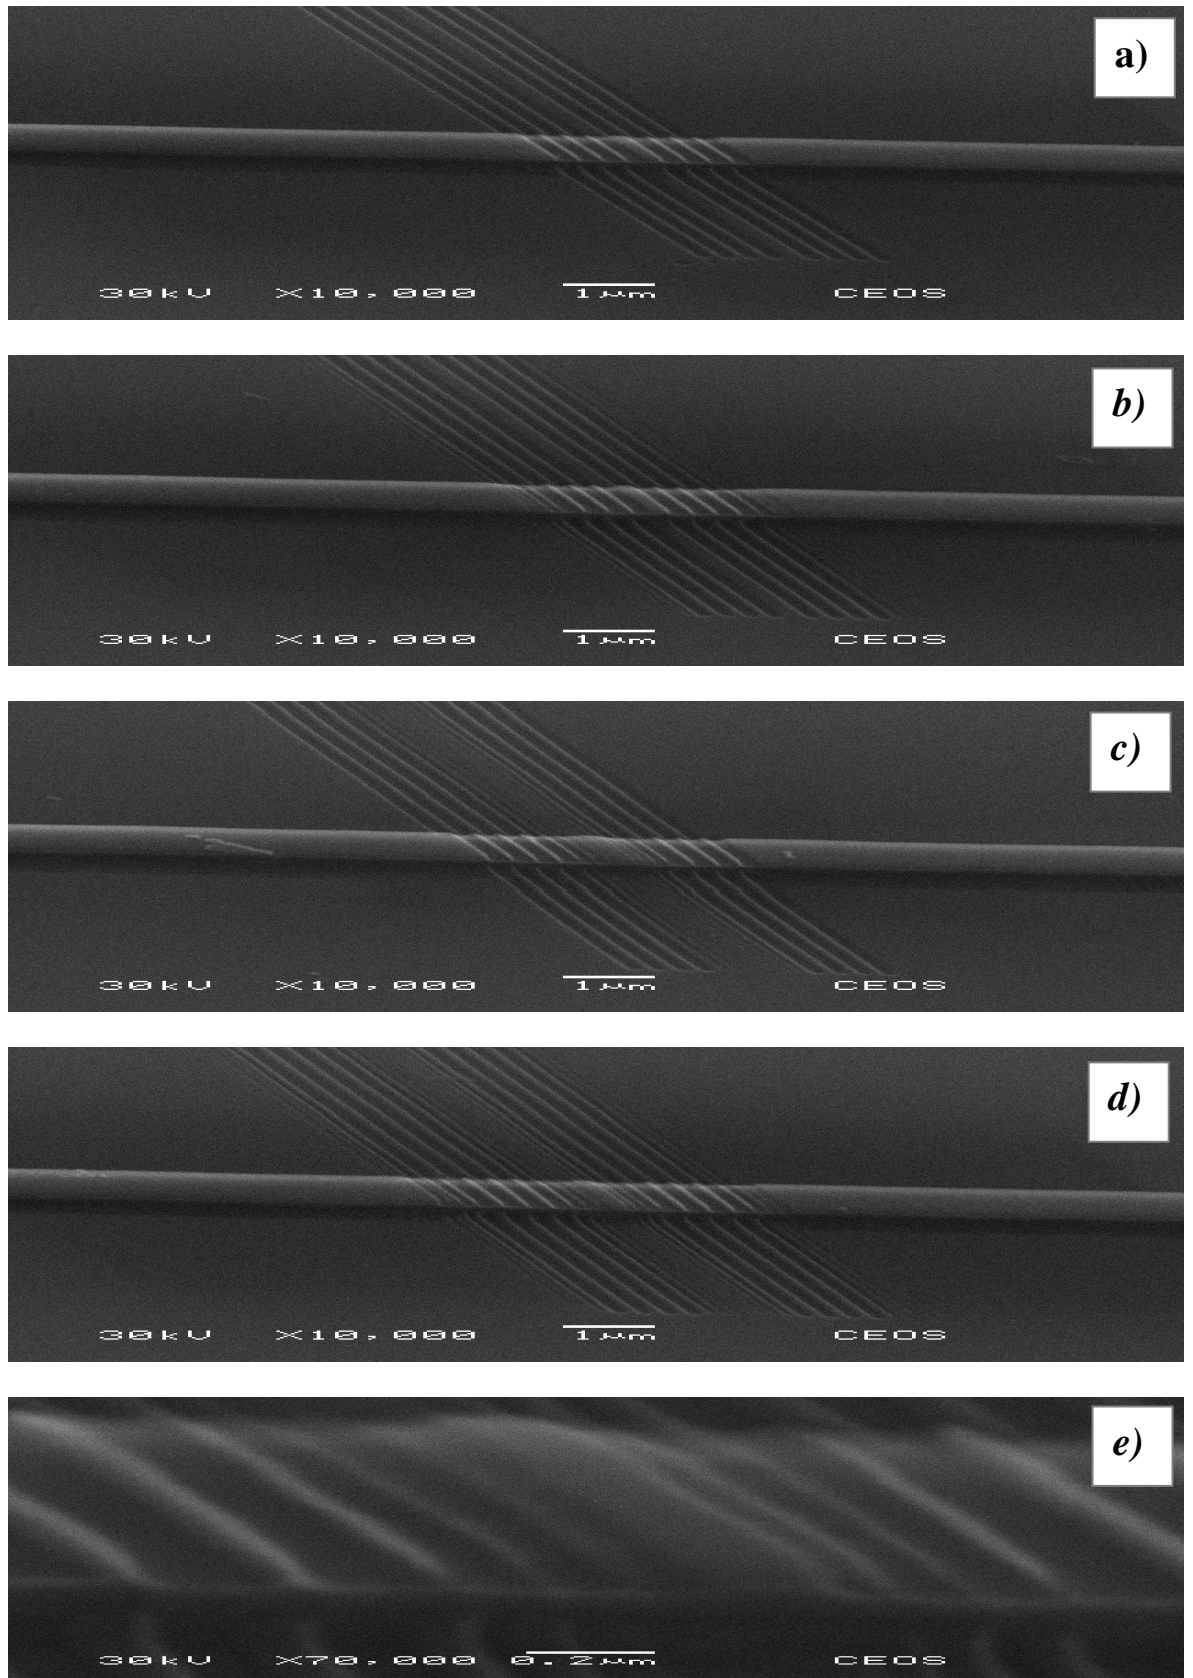 a)
30kV X10,000 1μm CEOS
b)
30kV X10,000 1μm CEOS
c)
30kV X10,000 1μm CEOS
d)
30kV X10,000 1μm CEOS
e)
30kV X70,000 0.2μm CEOS